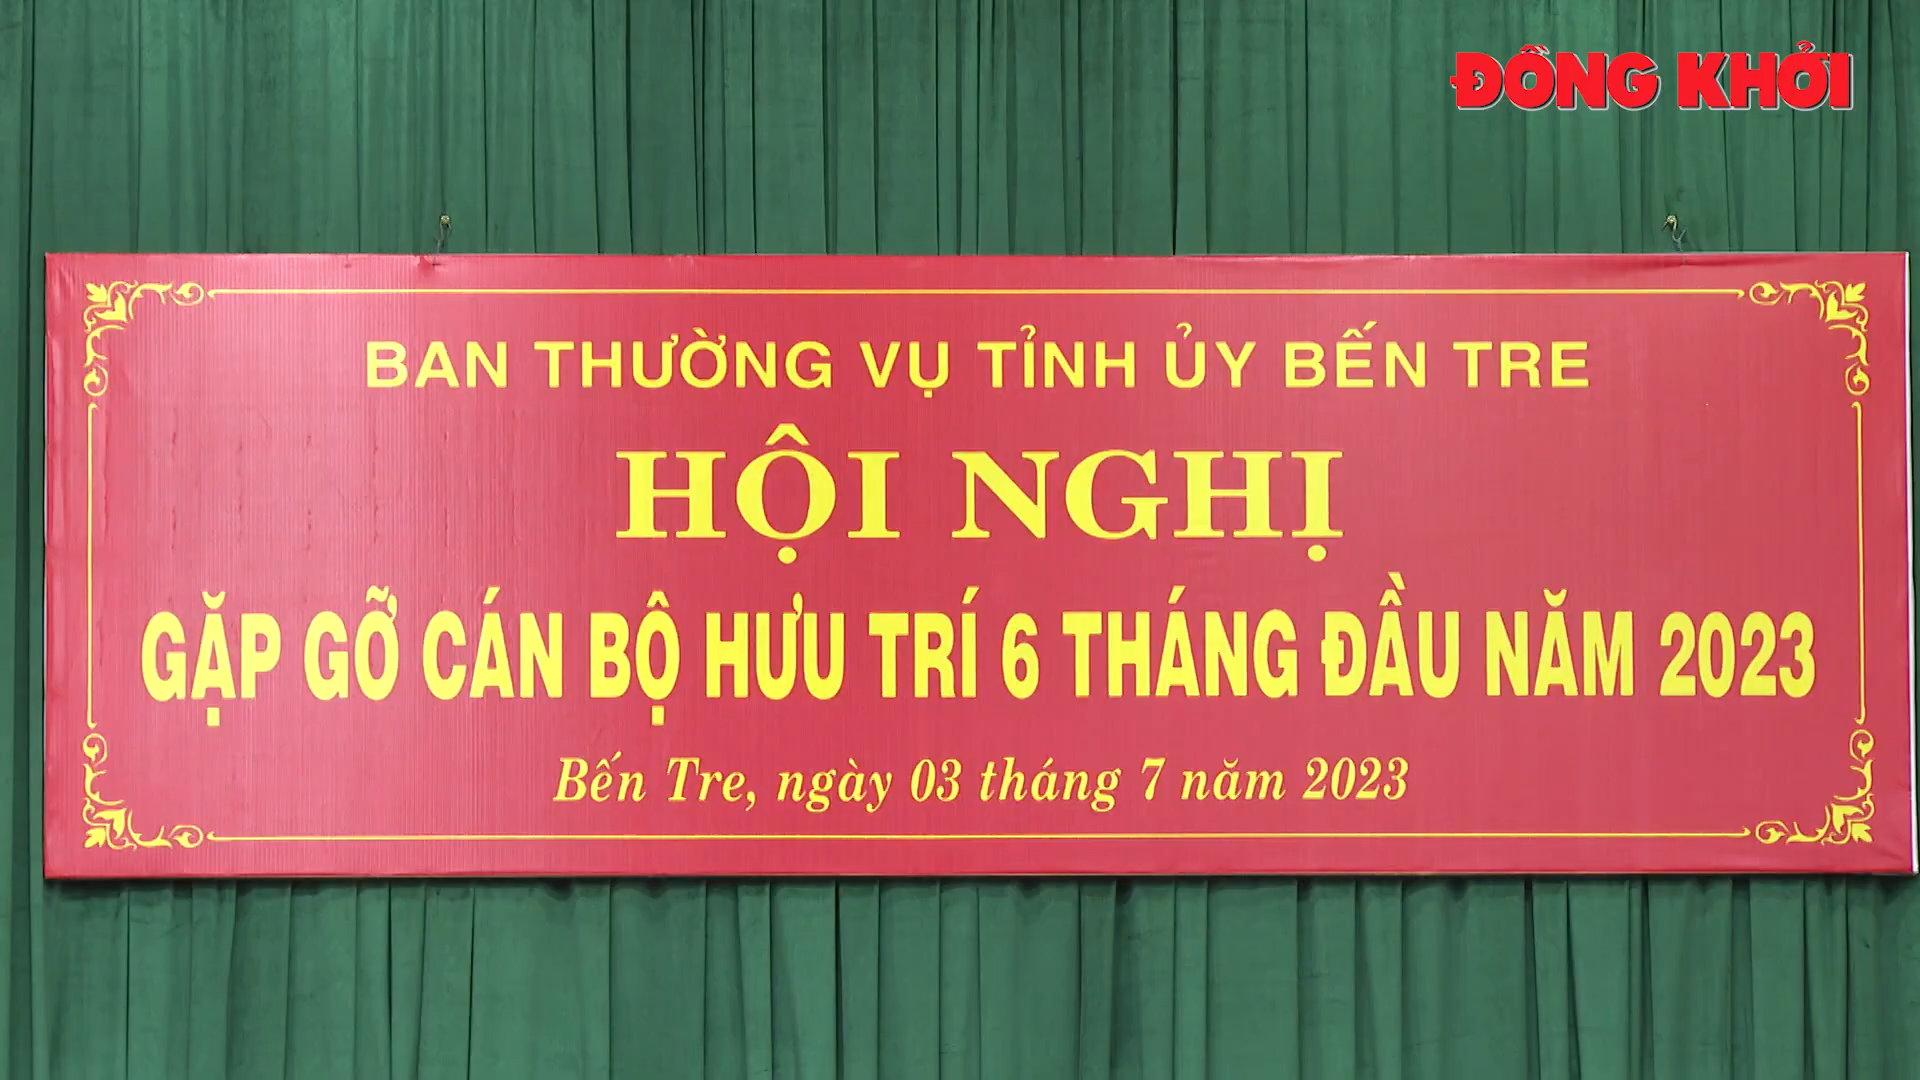 ĐỒNG KHỞI
BAN THƯỜNG VỤ TỈNH ỦY BẾN TRE
HỘI NGHỊ
GẶP GỠ CÁN BỘ HƯU TRÍ 6 THÁNG ĐẦU NĂM 2023
Bến Tre, ngày 03 tháng 7 năm 2023